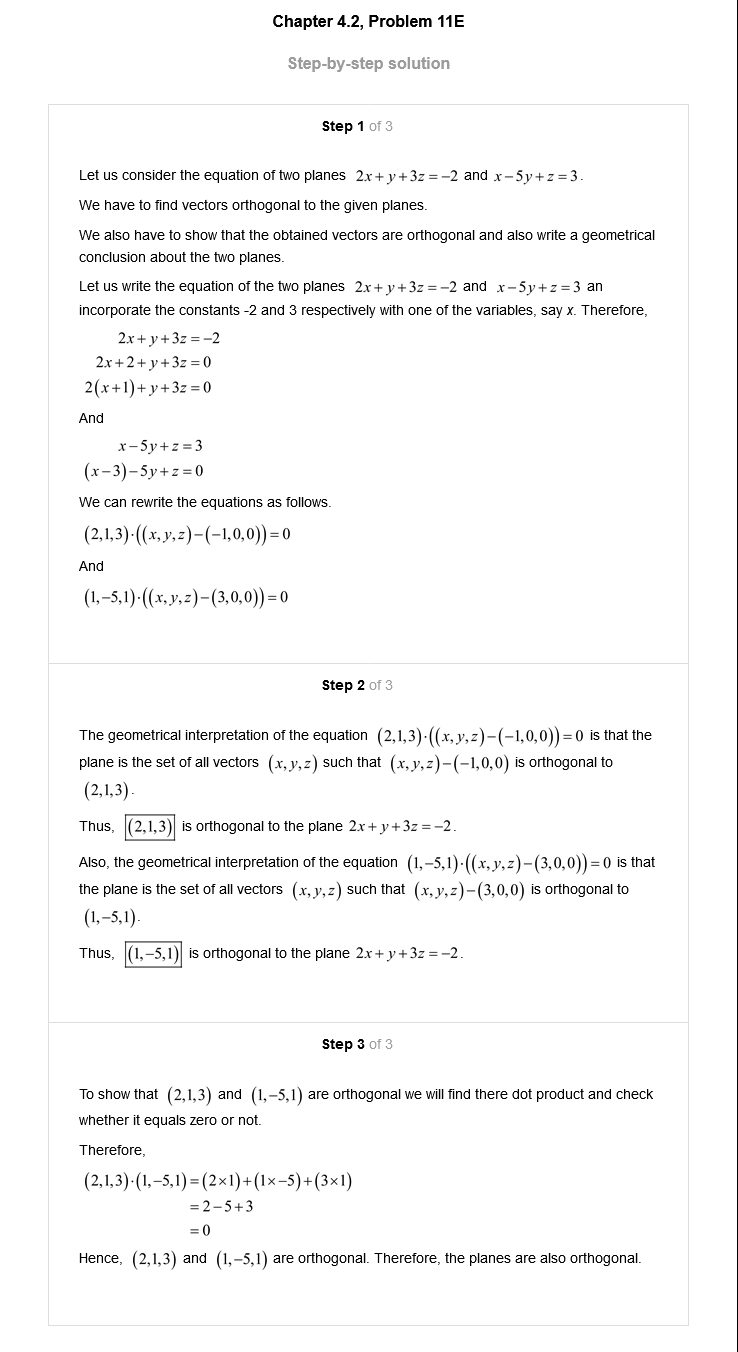 Chapter 4.2, Problem 11E
Step-by-step solution
Step 1 of 3
Let us consider the equation of two planes 2x+y+3z=−2 and x−5y+z=3.
We have to find vectors orthogonal to the given planes.
We also have to show that the obtained vectors are orthogonal and also write a geometrical
conclusion about the two planes.
Let us write the equation of the two planes 2x+y+3z=−2 and x−5y+z=3 an
incorporate the constants -2 and 3 respectively with one of the variables, say x. Therefore,
2x+y+3z=−2
2x+2+y+3z=0
2(x+1)+y+3z=0
And
x−5y+z=3
(x−3)−5y+z=0
We can rewrite the equations as follows.
(2,1,3)·((x,y,z)−(−1,0,0))=0
And
(1,−5,1)·((x,y,z)−(3,0,0))=0
Step 2 of 3
The geometrical interpretation of the equation (2,1,3)·((x,y,z)−(−1,0,0))=0 is that the
plane is the set of all vectors (x,y,z) such that (x,y,z)−(−1,0,0) is orthogonal to
(2,1,3).
Thus, (2,1,3) is orthogonal to the plane 2x+y+3z=−2.
Also, the geometrical interpretation of the equation (1,−5,1)·((x,y,z)−(3,0,0))=0 is that
the plane is the set of all vectors (x,y,z) such that (x,y,z)−(3,0,0) is orthogonal to
(1,−5,1).
Thus, (1,−5,1) is orthogonal to the plane 2x+y+3z=−2.
Step 3 of 3
To show that (2,1,3) and (1,−5,1) are orthogonal we will find there dot product and check
whether it equals zero or not.
Therefore,
(2,1,3)·(1,−5,1)=(2×1)+(1×−5)+(3×1)
=2−5+3
=0
Hence, (2,1,3) and (1,−5,1) are orthogonal. Therefore, the planes are also orthogonal.